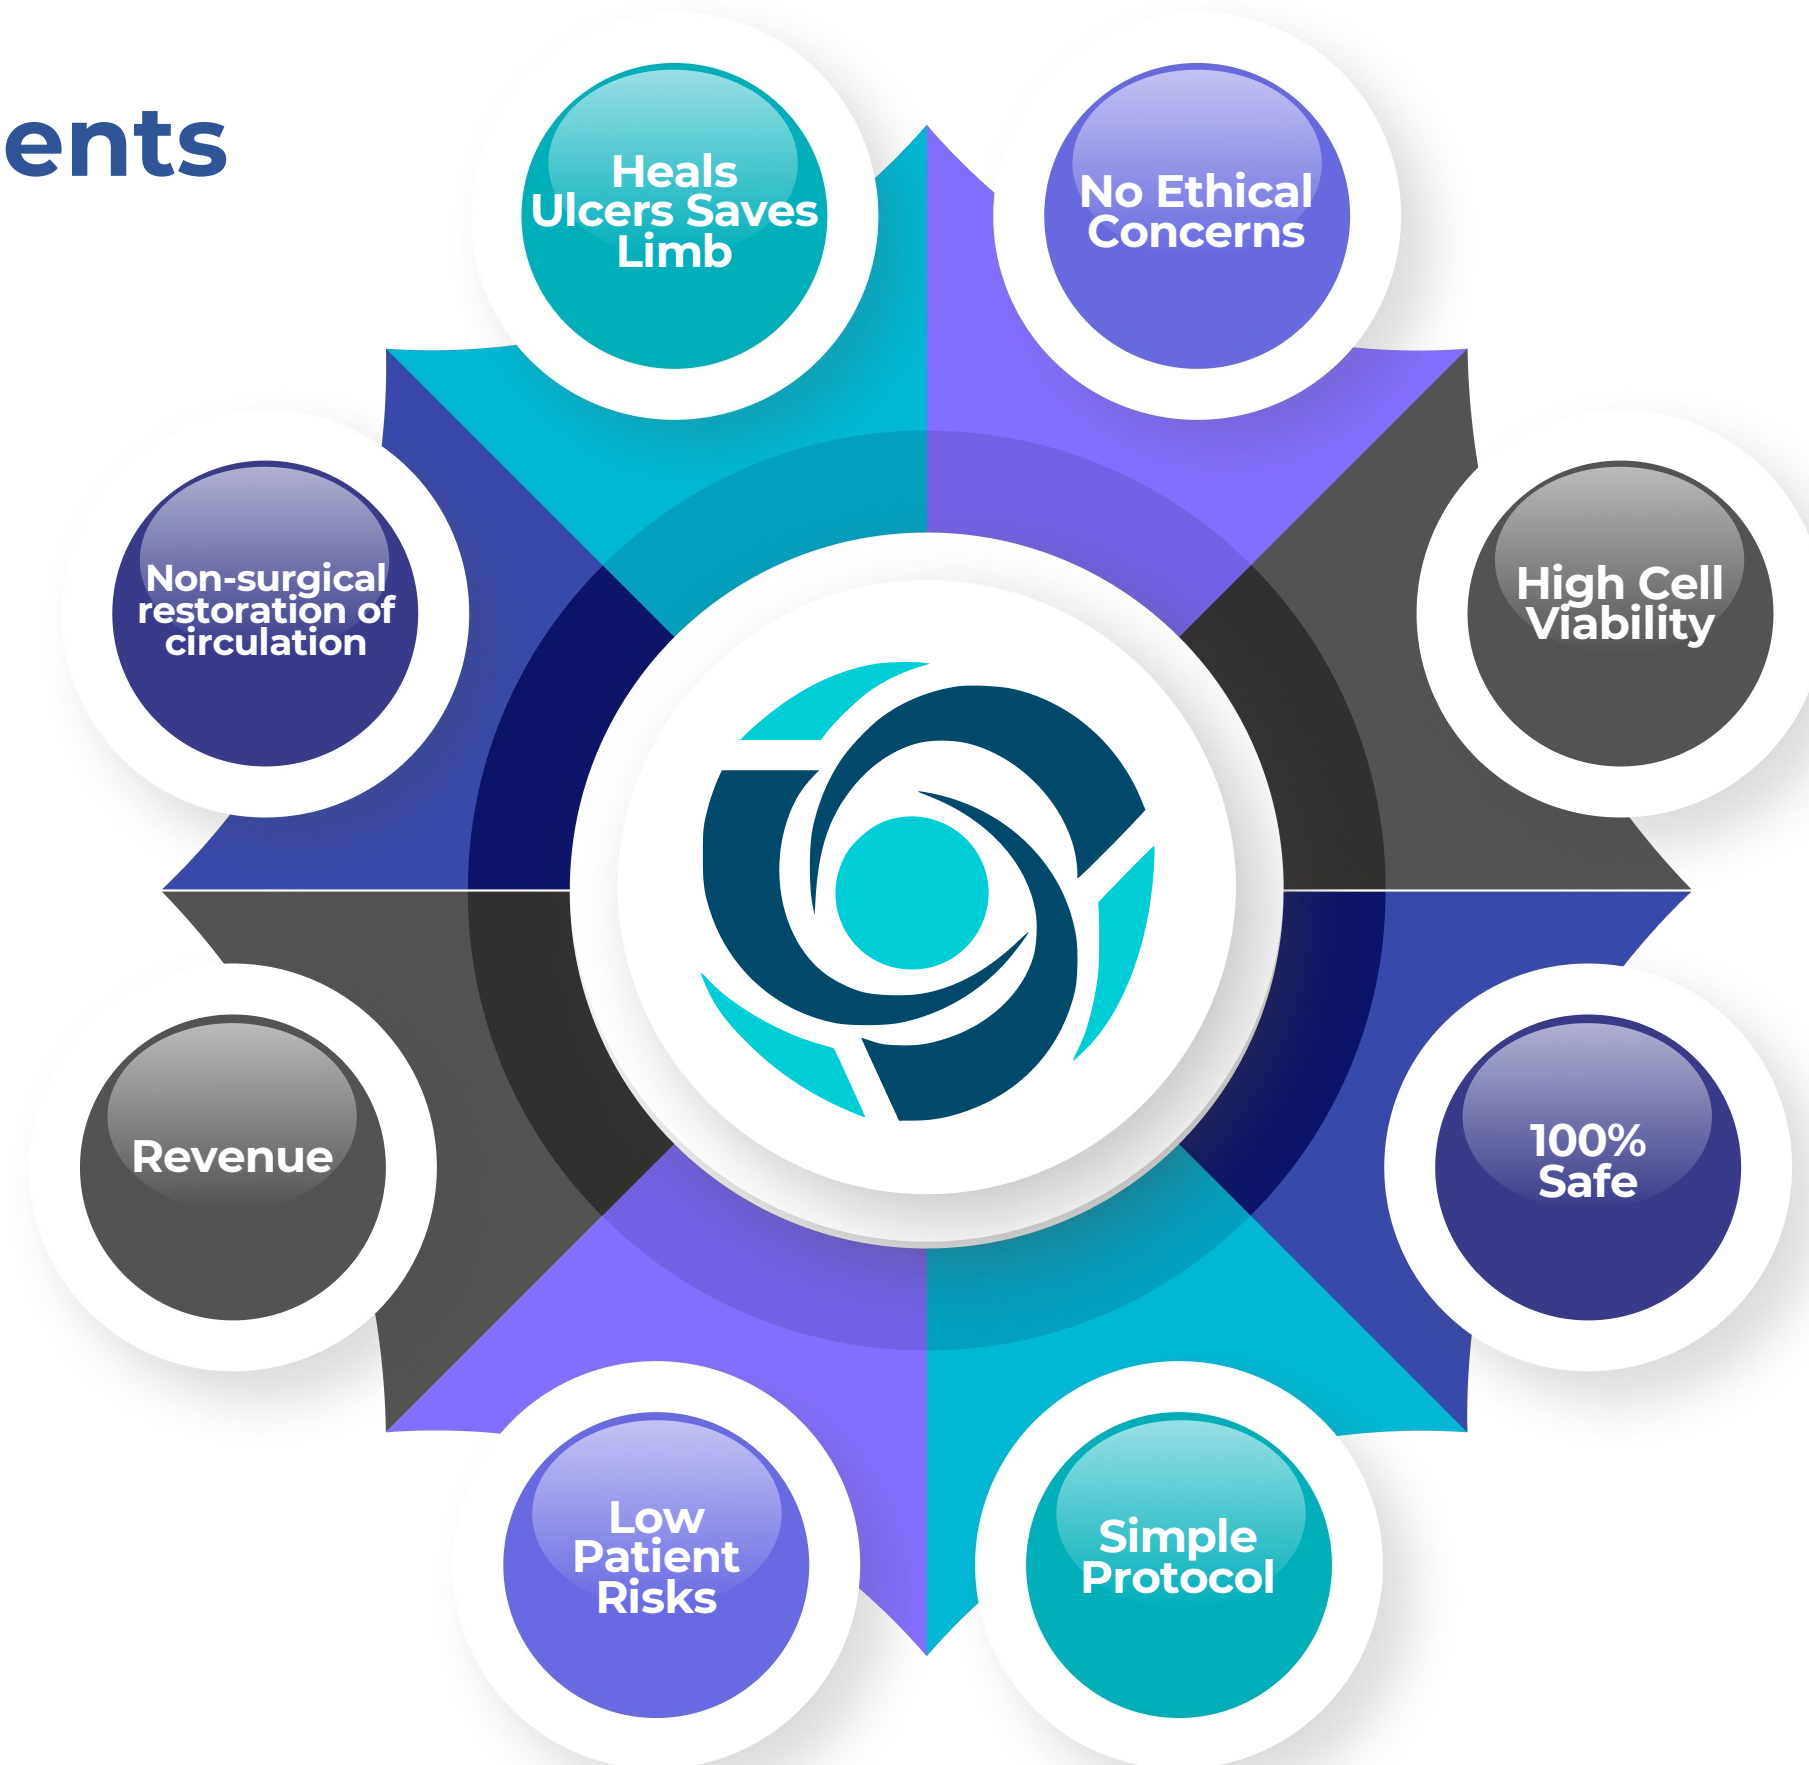 ents
Heals
Ulcers Saves
Limb
No Ethical
Concerns
Non-surgical
restoration of
circulation
High Cell
Viability
Revenue
100%
Safe
Low
Patient
Risks
Simple
Protocol